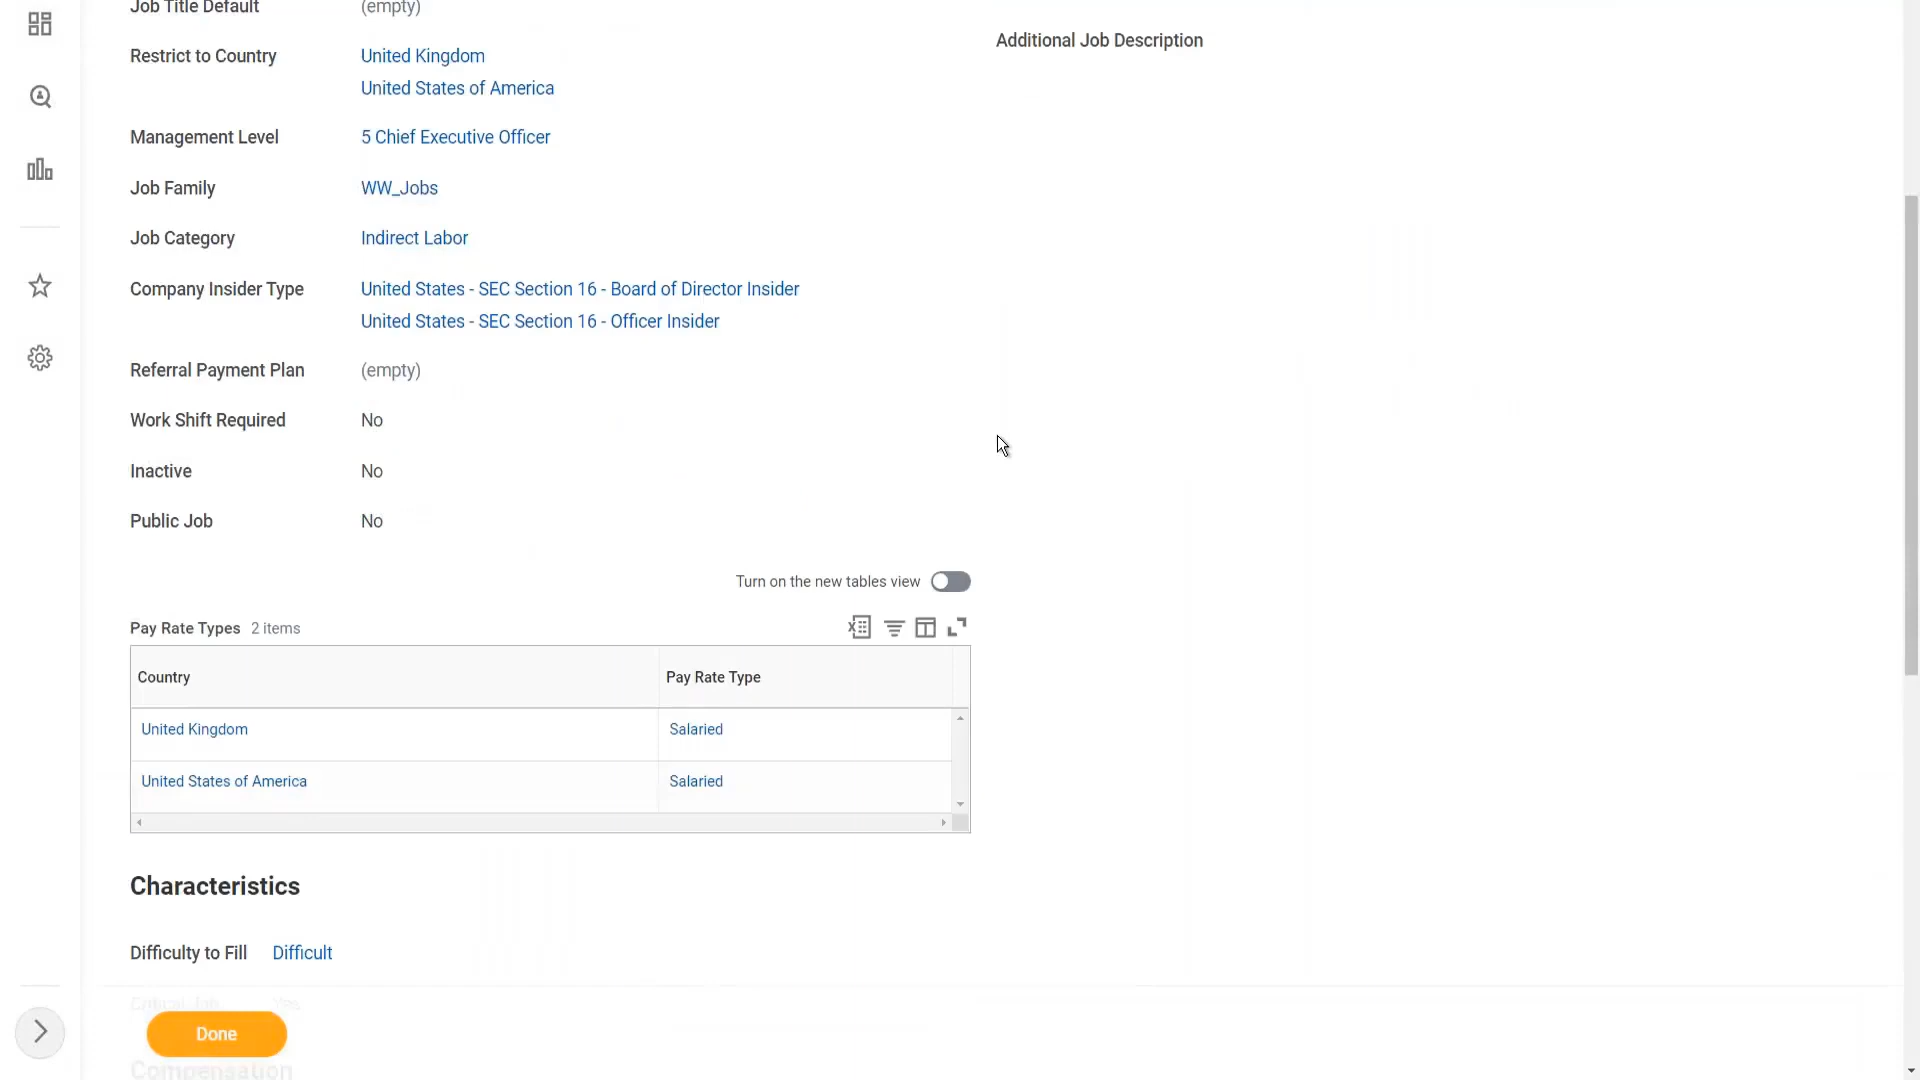 Job Title Default (empty)
Additional Job Description
Restrict to Country United Kingdom
United States of America
Management Level 5 Chief Executive Officer
Job Family WW_Jobs
Job Category Indirect Labor
Company Insider Type United States - SEC Section 16 - Board of Director Insider
United States - SEC Section 16 - Officer Insider
Referral Payment Plan (empty)
Work Shift Required No
Inactive No
Public Job No
Turn on the new tables view
Pay Rate Types 2 items
Country Pay Rate Type
United Kingdom Salaried
United States of America Salaried
Characteristics
Difficulty to Fill Difficult
Critical Job Yes
Done
Compensation